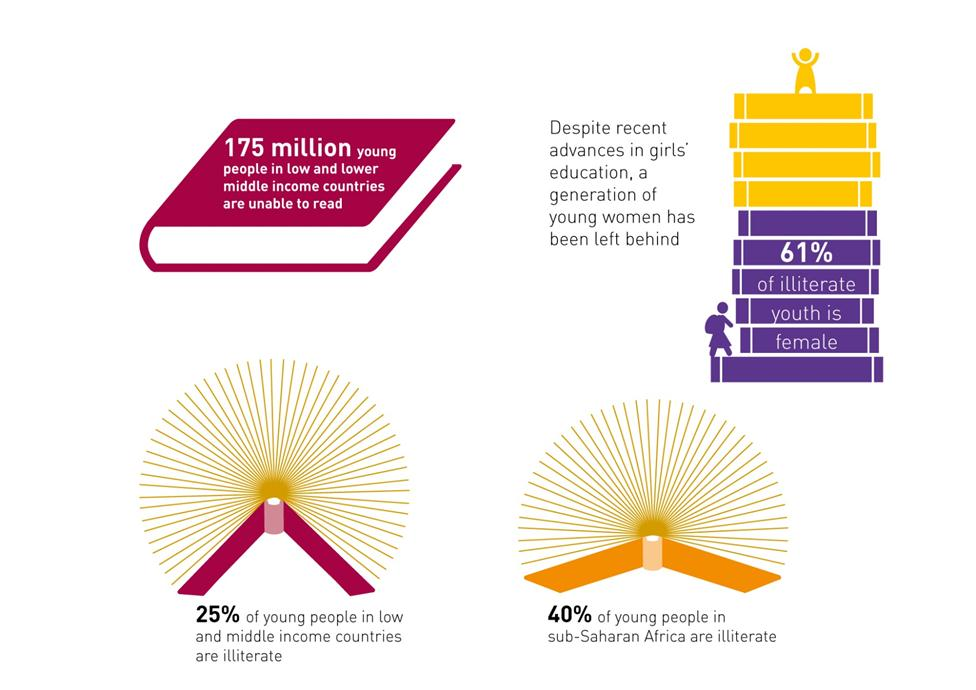 175 million young
people in low and lower
middle income countries
are unable to read
Despite recent
advances in girls’
education, a
generation of
young women has
been left behind
61%
of illiterate
youth is
female
25% of young people in low
and middle income countries
are illiterate
40% of young people in
sub-Saharan Africa are illiterate